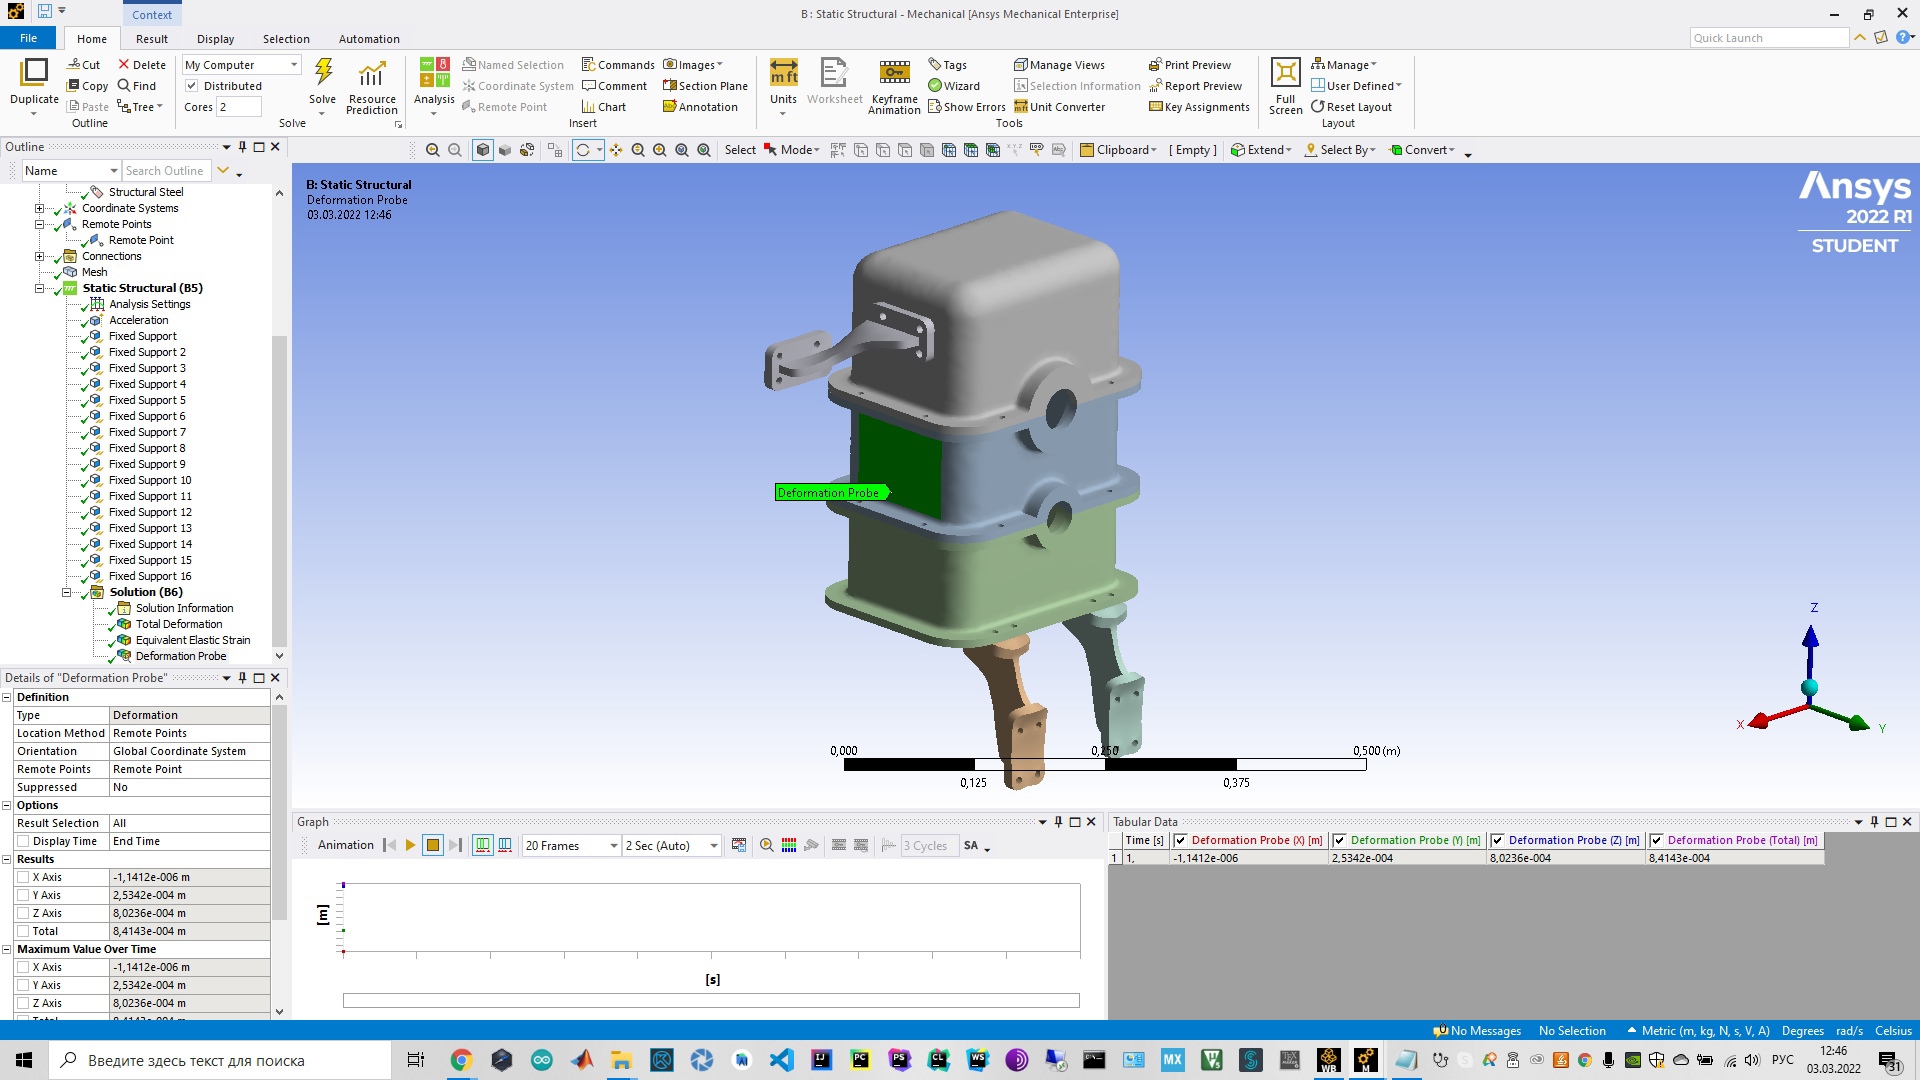 B : Static Structural - Mechanical [Ansys Mechanical Enterprise]
Context
File Home Result Display Selection Automation
Quick Launch
Duplicate
Cut
Copy
Paste
Delete
Find
Tree
Outline
My Computer
Distributed
Cores 2
Solve
Resource Prediction
Solve
Analysis
Named Selection
Coordinate System
Remote Point
Commands
Comment
Chart
Images
Section Plane
Annotation
Insert
Units
Worksheet
Keyframe Animation
Tags
Wizard
Show Errors
Manage Views
Selection Information
Unit Converter
Print Preview
Report Preview
Key Assignments
Tools
Full Screen
Manage
User Defined
Reset Layout
Layout
Outline
Name Search Outline
Select Mode Clipboard [ Empty ] Extend Select By Convert
Structural Steel
Coordinate Systems
Remote Points
Remote Point
Connections
Mesh
Static Structural (B5)
Analysis Settings
Acceleration
Fixed Support
Fixed Support 2
Fixed Support 3
Fixed Support 4
Fixed Support 5
Fixed Support 6
Fixed Support 7
Fixed Support 8
Fixed Support 9
Fixed Support 10
Fixed Support 11
Fixed Support 12
Fixed Support 13
Fixed Support 14
Fixed Support 15
Fixed Support 16
Solution (B6)
Solution Information
Total Deformation
Equivalent Elastic Strain
Deformation Probe
B: Static Structural
Deformation Probe
03.03.2022 12:46
Ansys
2022 R1
STUDENT
Deformation Probe
Z
X
Y
0,000 0,250 0,500 (m)
0,125 0,375
Details of "Deformation Probe"
Definition
Type Deformation
Location Method Remote Points
Orientation Global Coordinate System
Remote Points Remote Point
Suppressed No
Options
Result Selection All
Display Time End Time
Results
X Axis -1,1412e-006 m
Y Axis 2,5342e-004 m
Z Axis 8,0236e-004 m
Total 8,4143e-004 m
Maximum Value Over Time
X Axis -1,1412e-006 m
Y Axis 2,5342e-004 m
Z Axis 8,0236e-004 m
Total 8,4143e-004 m
Graph
Animation 20 Frames 2 Sec (Auto) 3 Cycles SA
[m]
[s]
Tabular Data
Time [s] Deformation Probe (X) [m] Deformation Probe (Y) [m] Deformation Probe (Z) [m] Deformation Probe (Total) [m]
1 1, -1,1412e-006 2,5342e-004 8,0236e-004 8,4143e-004
No Messages No Selection Metric (m, kg, N, s, V, A) Degrees rad/s Celsius
Введите здесь текст для поиска
РУС
12:46
03.03.2022
31